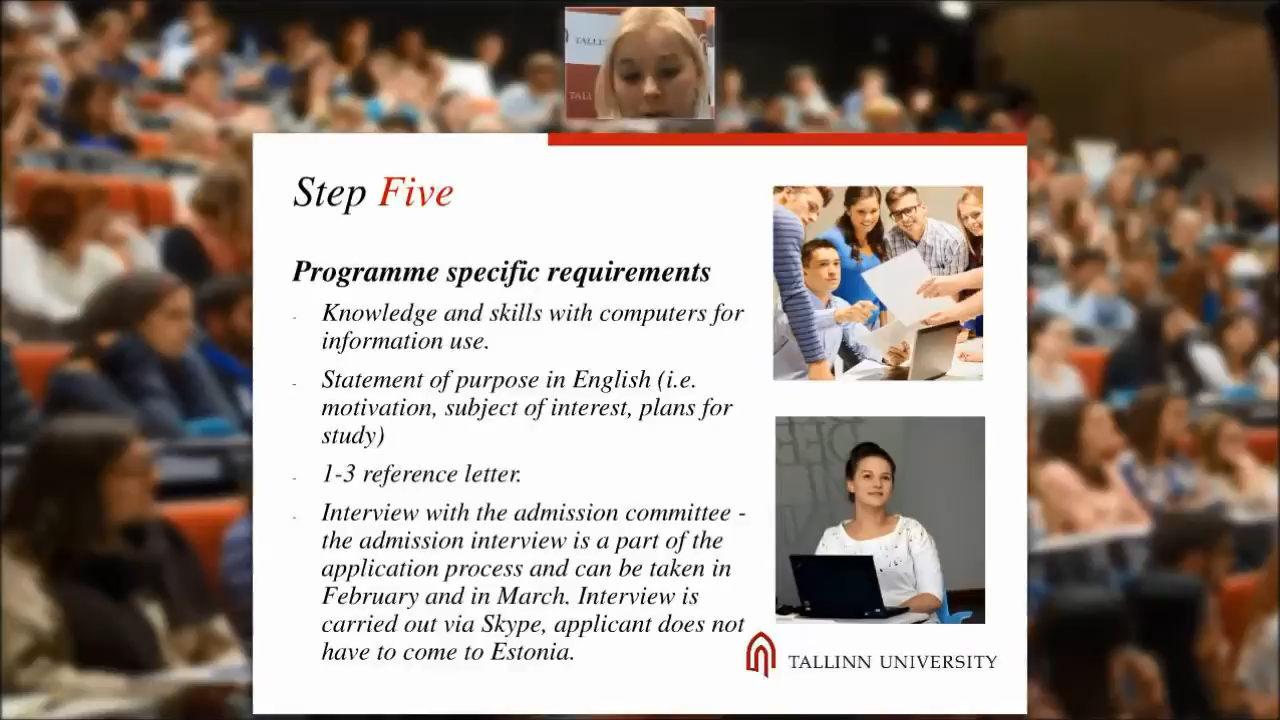 TALLI
TALL
Step Five
Programme specific requirements
- Knowledge and skills with computers for
information use.
- Statement of purpose in English (i.e.
motivation, subject of interest, plans for
study)
- 1-3 reference letter.
- Interview with the admission committee -
the admission interview is a part of the
application process and can be taken in
February and in March. Interview is
carried out via Skype, applicant does not
have to come to Estonia.
TALLINN UNIVERSITY